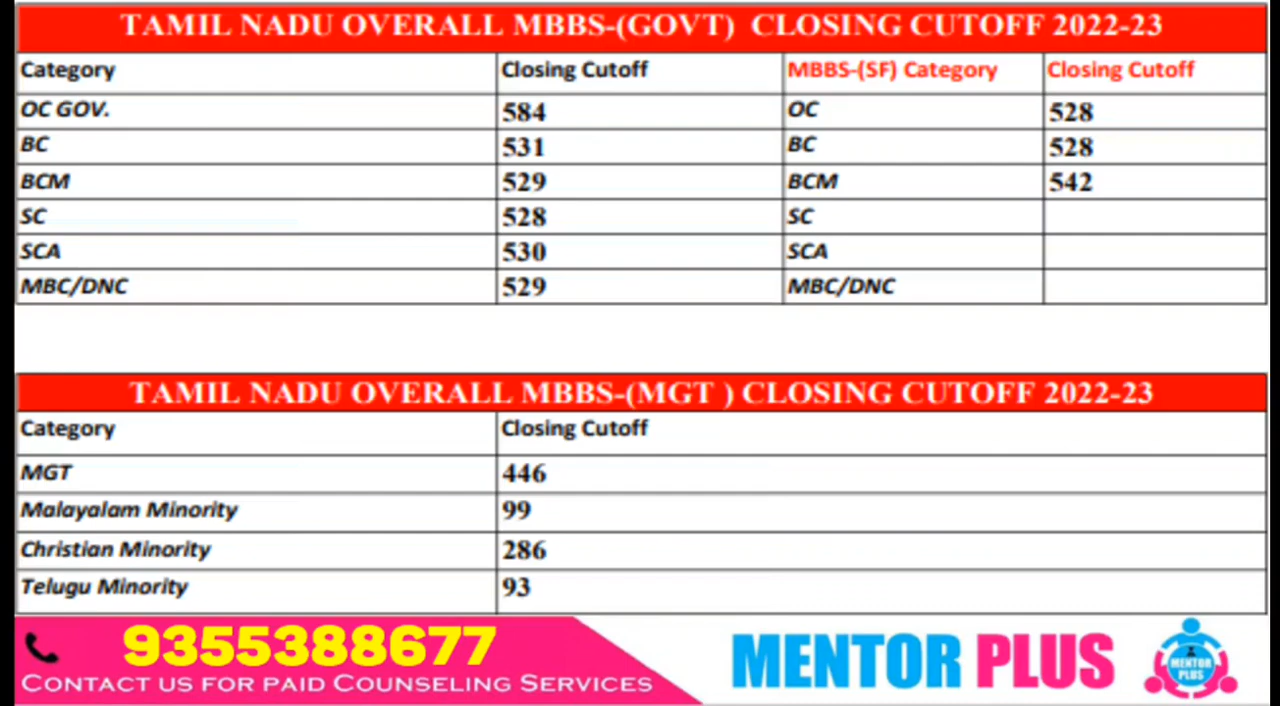 TAMIL NADU OVERALL MBBS-(GOVT) CLOSING CUTOFF 2022-23
Category Closing Cutoff MBBS-(SF) Category Closing Cutoff
OC GOV. 584 OC 528
BC 531 BC 528
BCM 529 BCM 542
SC 528 SC
SCA 530 SCA
MBC/DNC 529 MBC/DNC
TAMIL NADU OVERALL MBBS-(MGT ) CLOSING CUTOFF 2022-23
Category Closing Cutoff
MGT 446
Malayalam Minority 99
Christian Minority 286
Telugu Minority 93
9355388677
CONTACT US FOR PAID COUNSELING SERVICES
MENTOR PLUS
MENTOR
PLUS